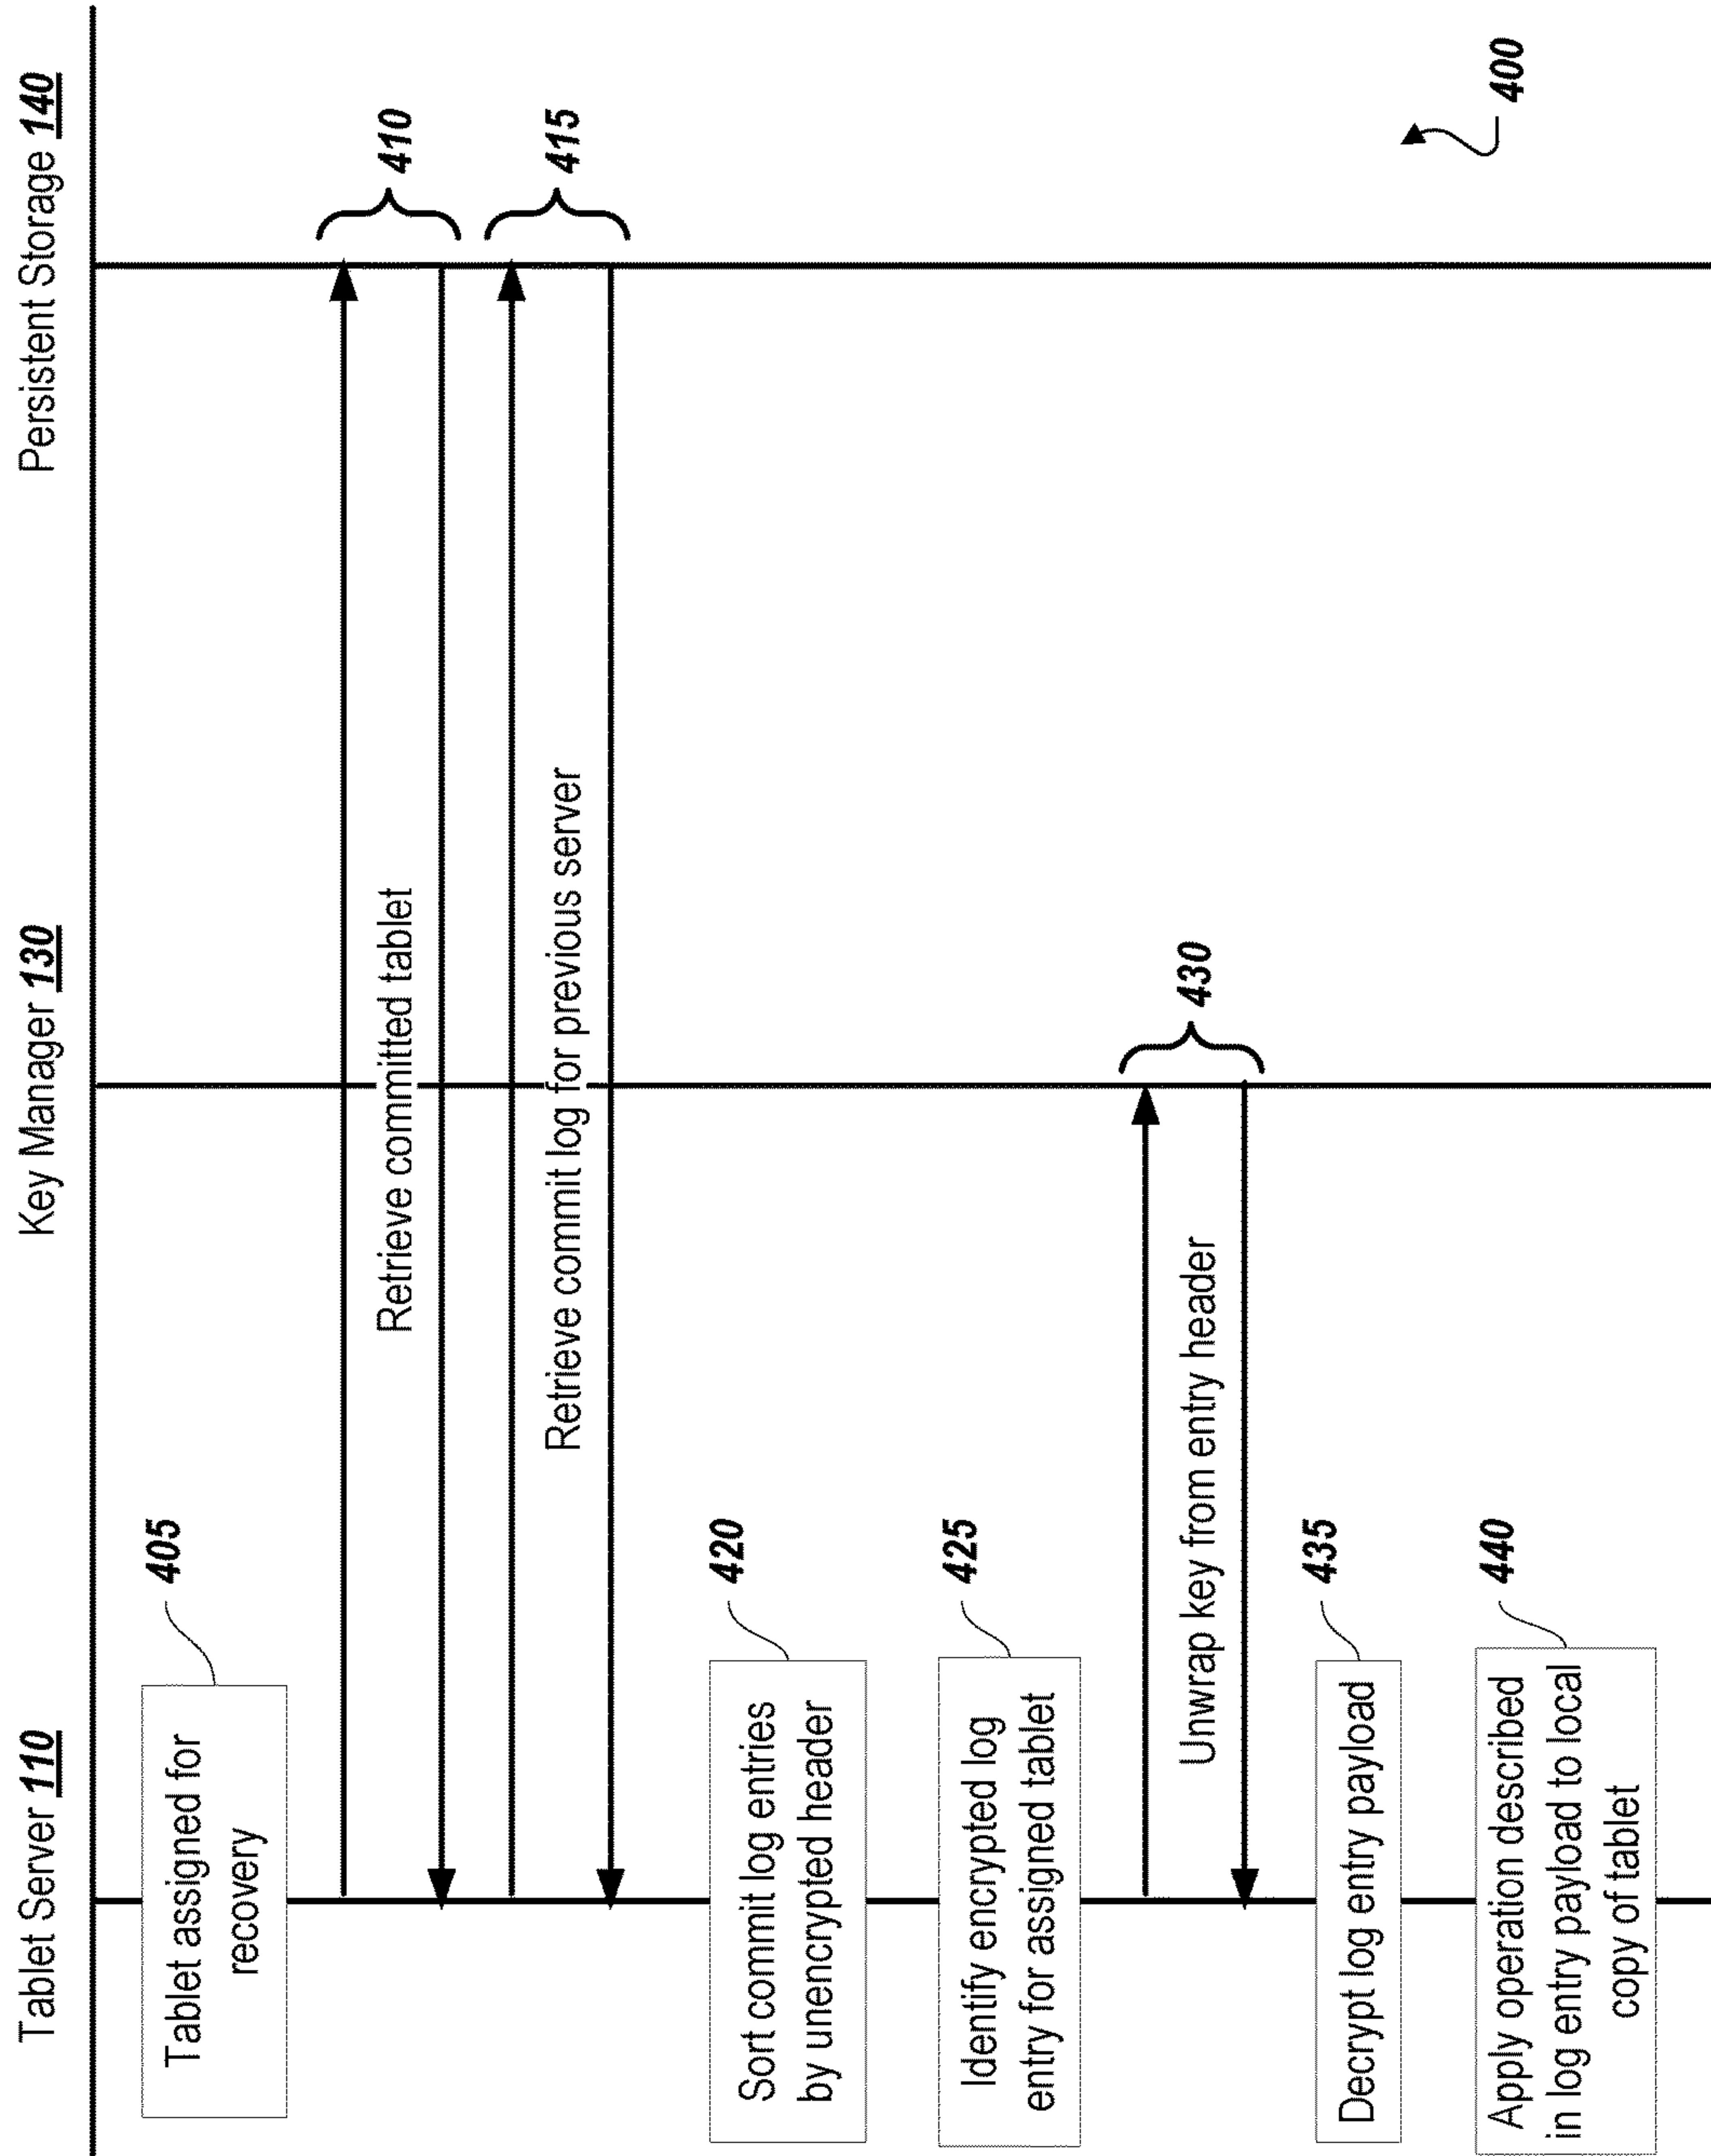 Tablet Server 110
Key Manager 130
Persistent Storage 140
Tablet assigned for
recovery
405
Retrieve committed tablet
410
Retrieve commit log for previous server
415
Sort commit log entries
by unencrypted header
420
Identify encrypted log
entry for assigned tablet
425
Unwrap key from entry header
430
Decrypt log entry payload
435
Apply operation described
in log entry payload to local
copy of tablet
440
400